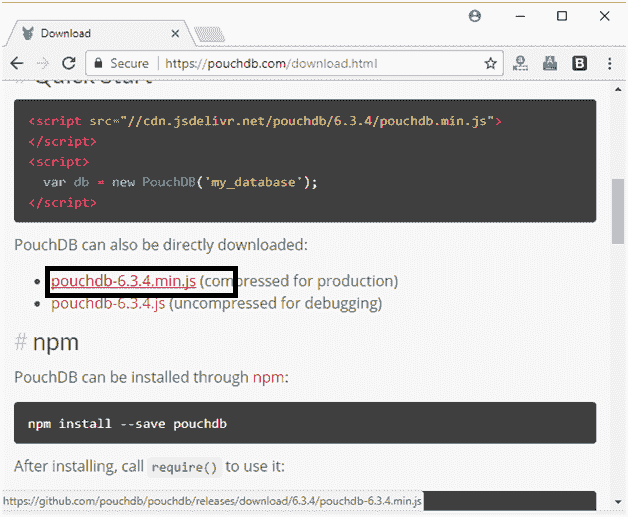 Download
Secure https://pouchdb.com/download.html
# Quick Start
<script src="//cdn.jsdelivr.net/pouchdb/6.3.4/pouchdb.min.js">
</script>
<script>
var db = new PouchDB('my_database');
</script>
PouchDB can also be directly downloaded:
• pouchdb-6.3.4.min.js (compressed for production)
• pouchdb-6.3.4.js (uncompressed for debugging)
# npm
PouchDB can be installed through npm:
npm install --save pouchdb
After installing, call require() to use it:
https://github.com/pouchdb/pouchdb/releases/download/6.3.4/pouchdb-6.3.4.min.js